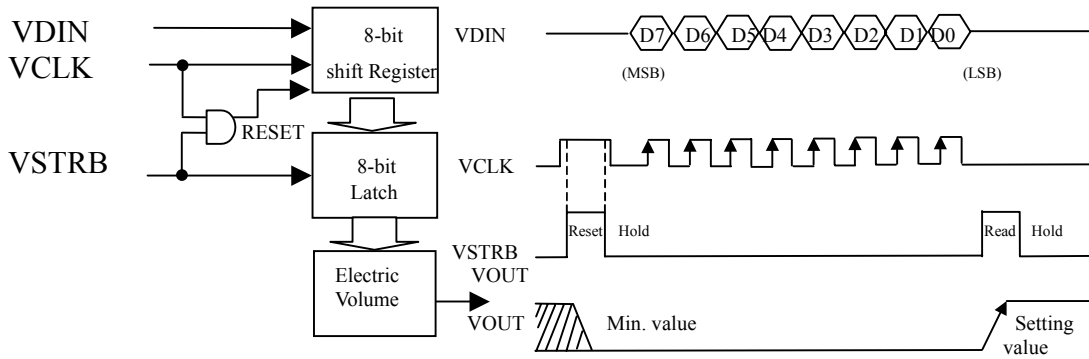 VDIN
VCLK
VSTRB
RESET
8-bit
shift Register
8-bit
Latch
Electric
Volume
VOUT
VOUT
VDIN
D7 D6 D5 D4 D3 D2 D1 D0
(MSB) (LSB)
VCLK
VSTRB
Reset Hold Read Hold
Min. value
Setting
value